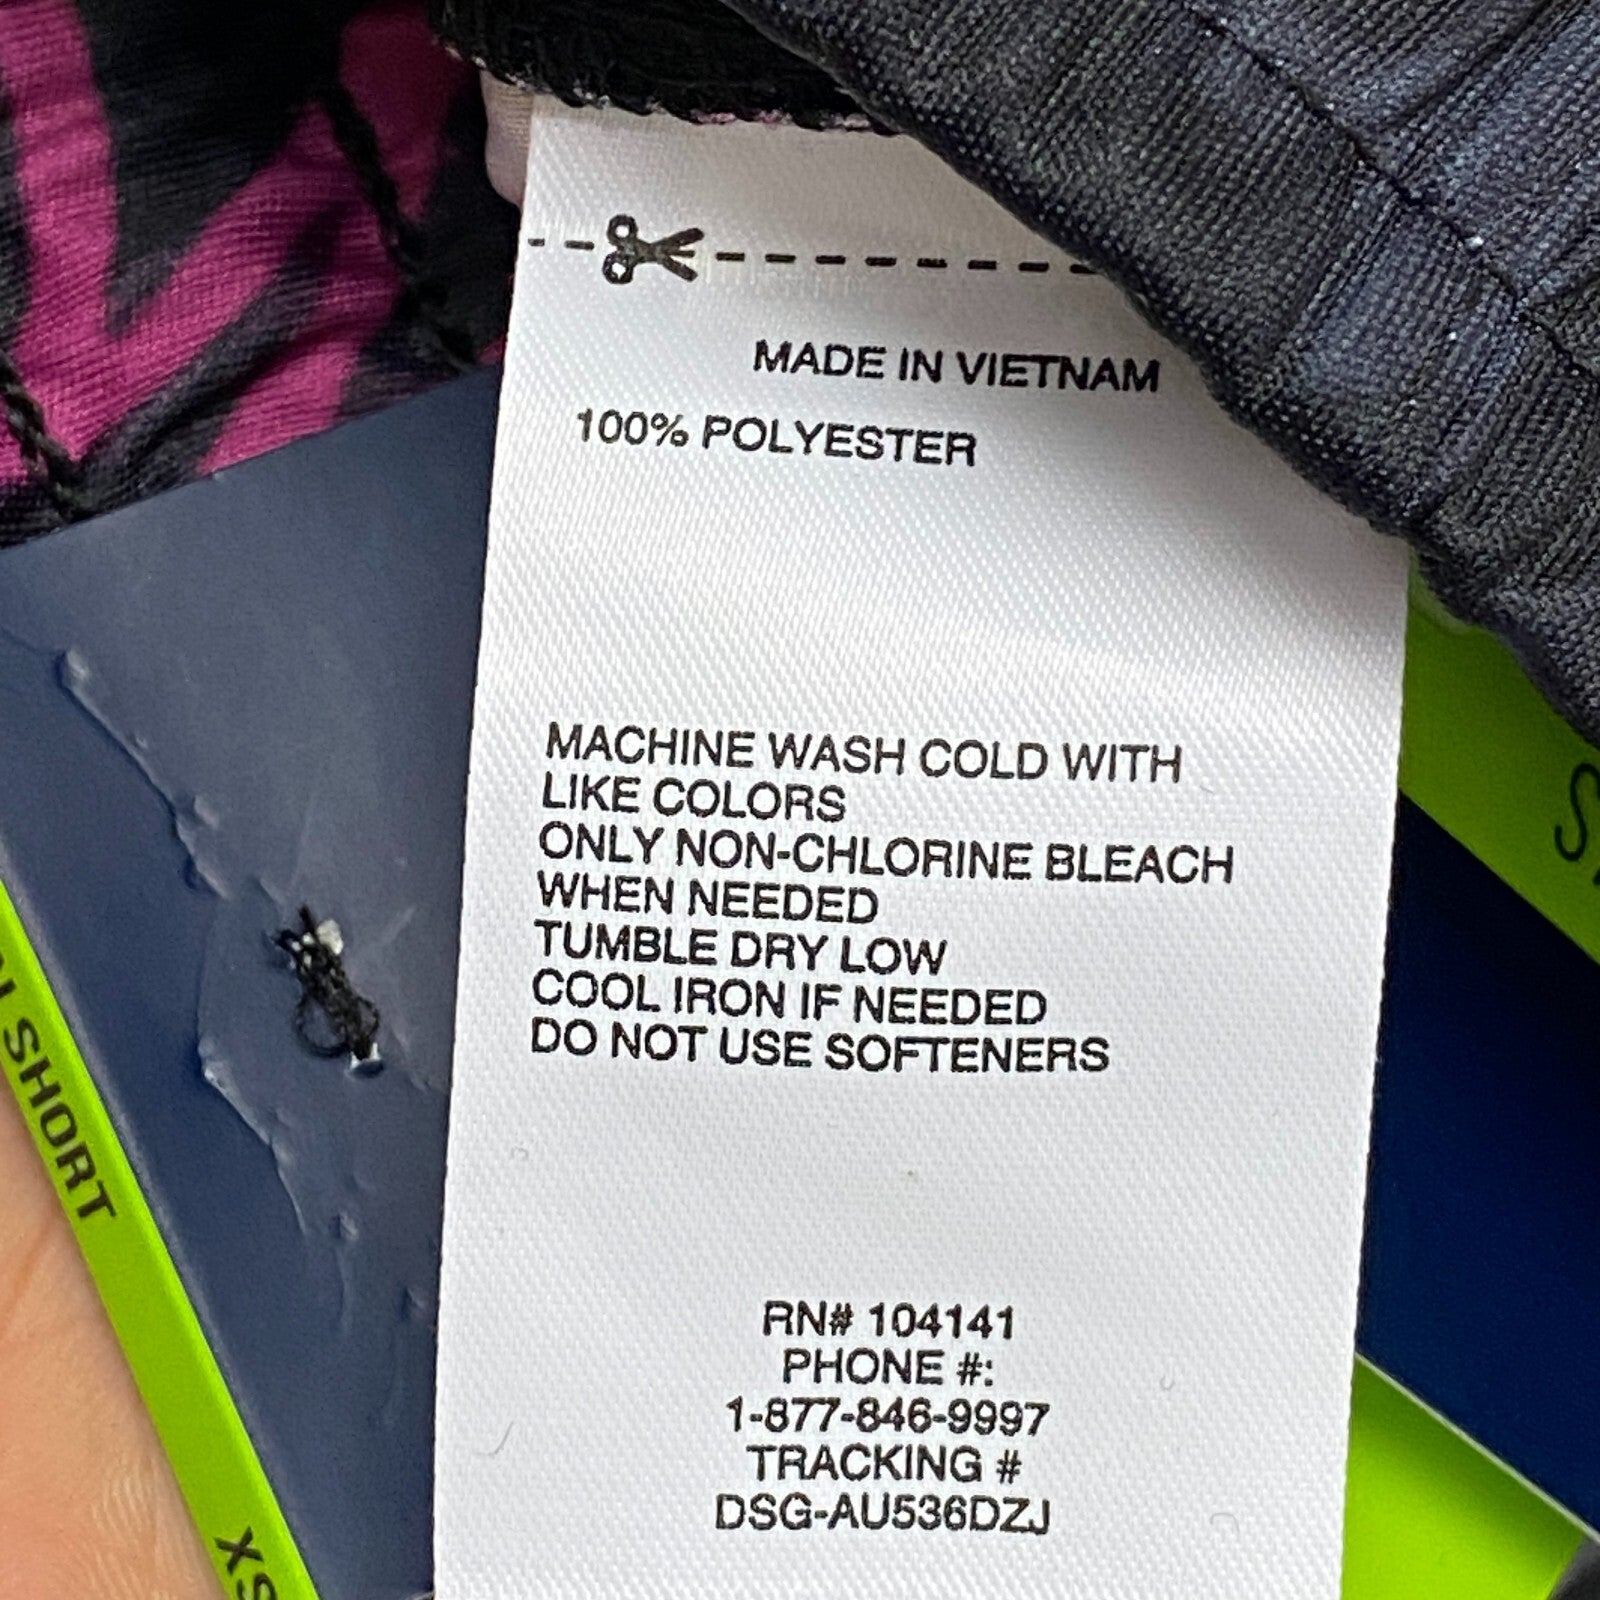 MADE IN VIETNAM
100% POLYESTER
MACHINE WASH COLD WITH
LIKE COLORS
ONLY NON-CHLORINE BLEACH
WHEN NEEDED
TUMBLE DRY LOW
COOL IRON IF NEEDED
DO NOT USE SOFTENERS
RN# 104141
PHONE #:
1-877-846-9997
TRACKING #
DSG-AU536DZJ
SHORT
XS